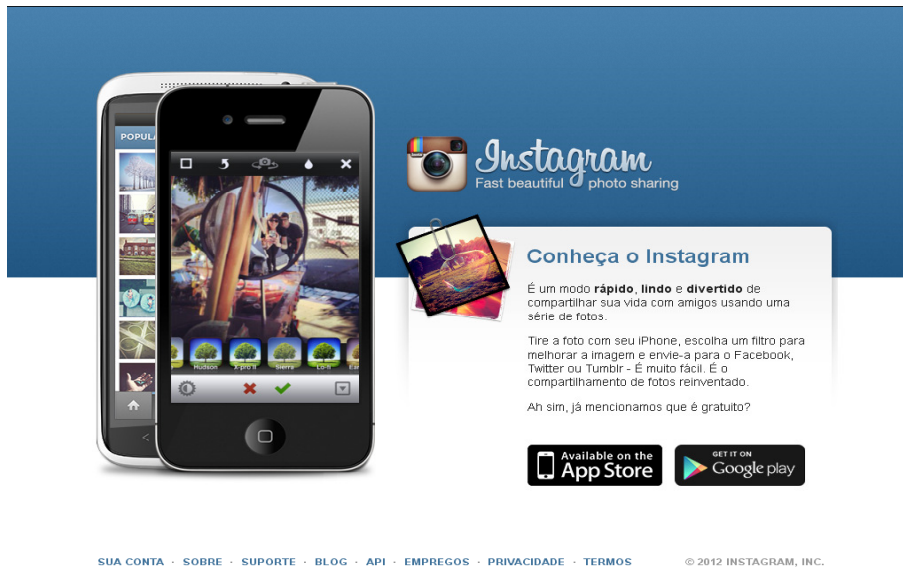 POPULA
Hudson
X-pro II
Sierra
Lo-fi
Instagram
Fast beautiful photo sharing
Conheça o Instagram
É um modo rápido, lindo e divertido de
compartilhar sua vida com amigos usando uma
série de fotos.
Tire a foto com seu iPhone, escolha um filtro para
melhorar a imagem e envie-a para o Facebook,
Twitter ou Tumblr - É muito fácil. É o
compartilhamento de fotos reinventado.
Ah sim, já mencionamos que é gratuito?
Available on the
App Store
GET IT ON
Google play
SUA CONTA · SOBRE · SUPORTE · BLOG · API · EMPREGOS · PRIVACIDADE · TERMOS
© 2012 INSTAGRAM, INC.